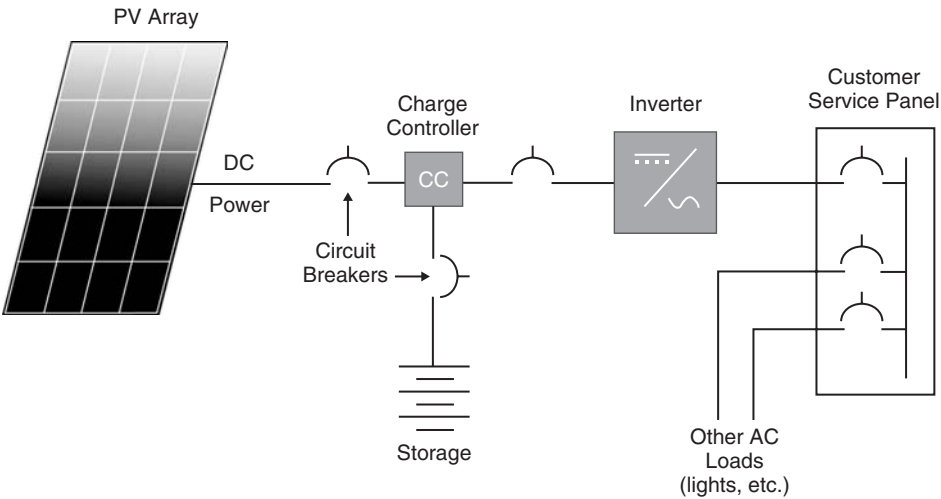 PV Array
Customer
Service Panel
Charge
Controller
Inverter
DC
Power
CC
Circuit
Breakers
Storage
Other AC
Loads
(lights, etc.)